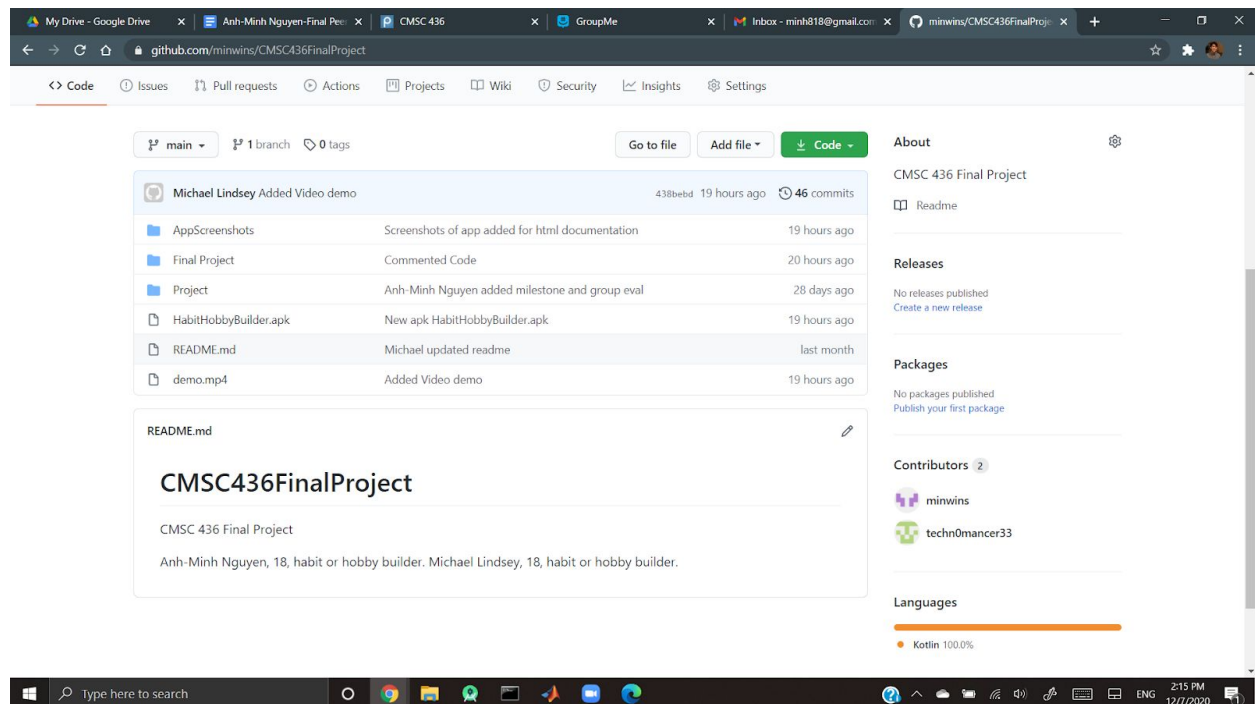 My Drive - Google Drive
Anh-Minh Nguyen-Final Peer
CMSC 436
GroupMe
Inbox - minh818@gmail.com
minwins/CMSC436FinalProje
github.com/minwins/CMSC436FinalProject
<> Code Issues Pull requests Actions Projects Wiki Security Insights Settings
main 1 branch 0 tags Go to file Add file Code
Michael Lindsey Added Video demo 438bebd 19 hours ago 46 commits
AppScreenshots Screenshots of app added for html documentation 19 hours ago
Final Project Commented Code 20 hours ago
Project Anh-Minh Nguyen added milestone and group eval 28 days ago
HabitHobbyBuilder.apk New apk HabitHobbyBuilder.apk 19 hours ago
README.md Michael updated readme last month
demo.mp4 Added Video demo 19 hours ago
README.md
CMSC436FinalProject
CMSC 436 Final Project
Anh-Minh Nguyen, 18, habit or hobby builder. Michael Lindsey, 18, habit or hobby builder.
About
CMSC 436 Final Project
Readme
Releases
No releases published
Create a new release
Packages
No packages published
Publish your first package
Contributors 2
minwins
techn0mancer33
Languages
Kotlin 100.0%
Type here to search
ENG
2:15 PM
12/7/2020